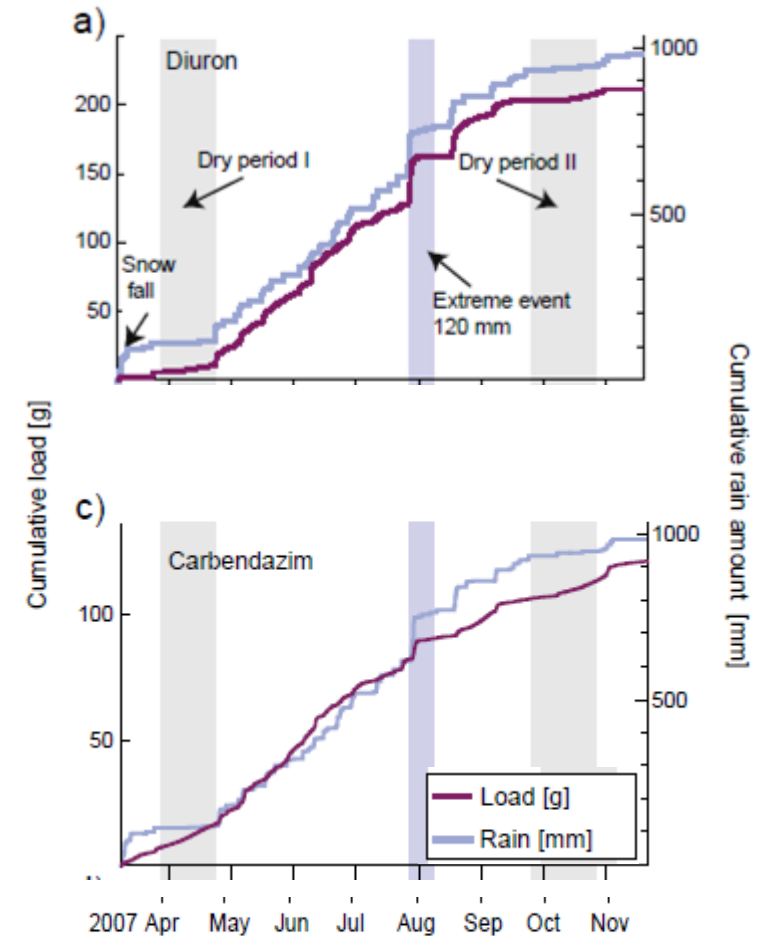 a)
Diuron
1000
200
Dry period I
Dry period II
150
500
100
Snow
fall
Extreme event
120 mm
50
Cumulative load [g]
Cumulative rain amount [mm]
c)
Carbendazim
1000
100
500
50
Load [g]
Rain [mm]
2007 Apr May Jun Jul Aug Sep Oct Nov